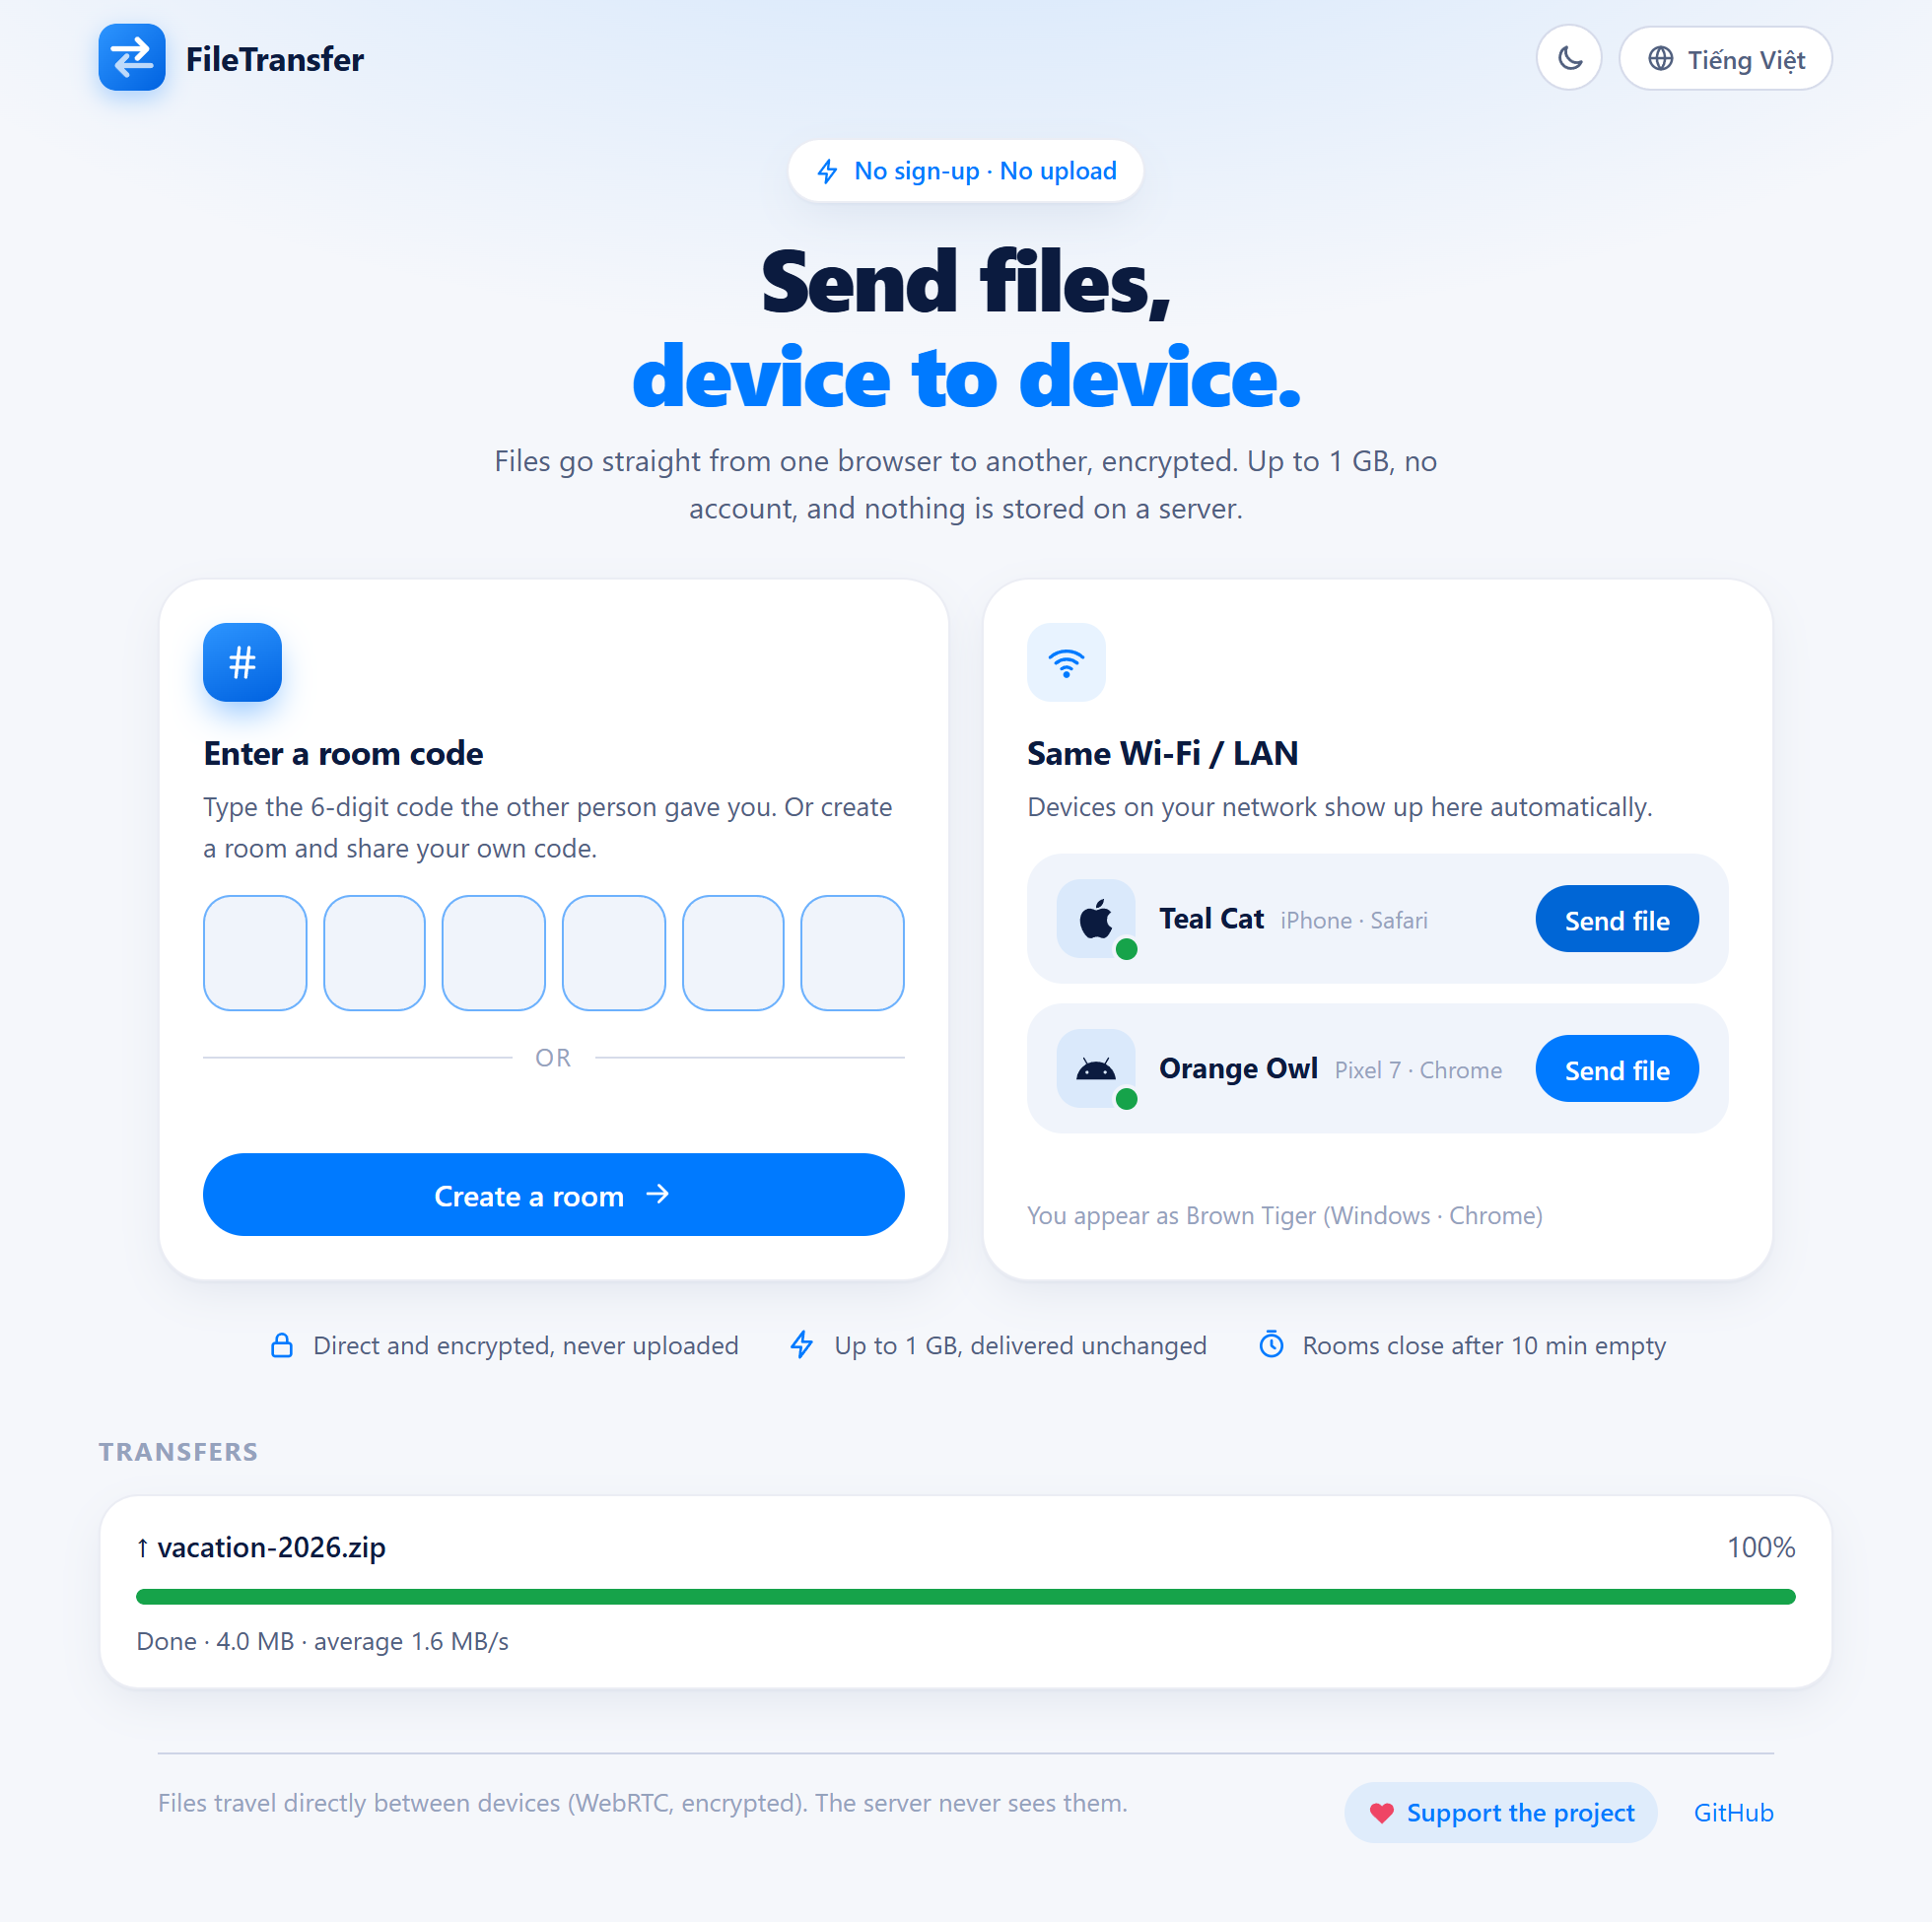 FileTransfer
Tiếng Việt
No sign-up · No upload
Send files,
device to device.
Files go straight from one browser to another, encrypted. Up to 1 GB, no
account, and nothing is stored on a server.
#
Enter a room code
Type the 6-digit code the other person gave you. Or create
a room and share your own code.
OR
Create a room →
Same Wi-Fi / LAN
Devices on your network show up here automatically.
Teal Cat iPhone · Safari
Send file
Orange Owl Pixel 7 · Chrome
Send file
You appear as Brown Tiger (Windows · Chrome)
Direct and encrypted, never uploaded
Up to 1 GB, delivered unchanged
Rooms close after 10 min empty
TRANSFERS
↑ vacation-2026.zip
100%
Done · 4.0 MB · average 1.6 MB/s
Files travel directly between devices (WebRTC, encrypted). The server never sees them.
Support the project
GitHub